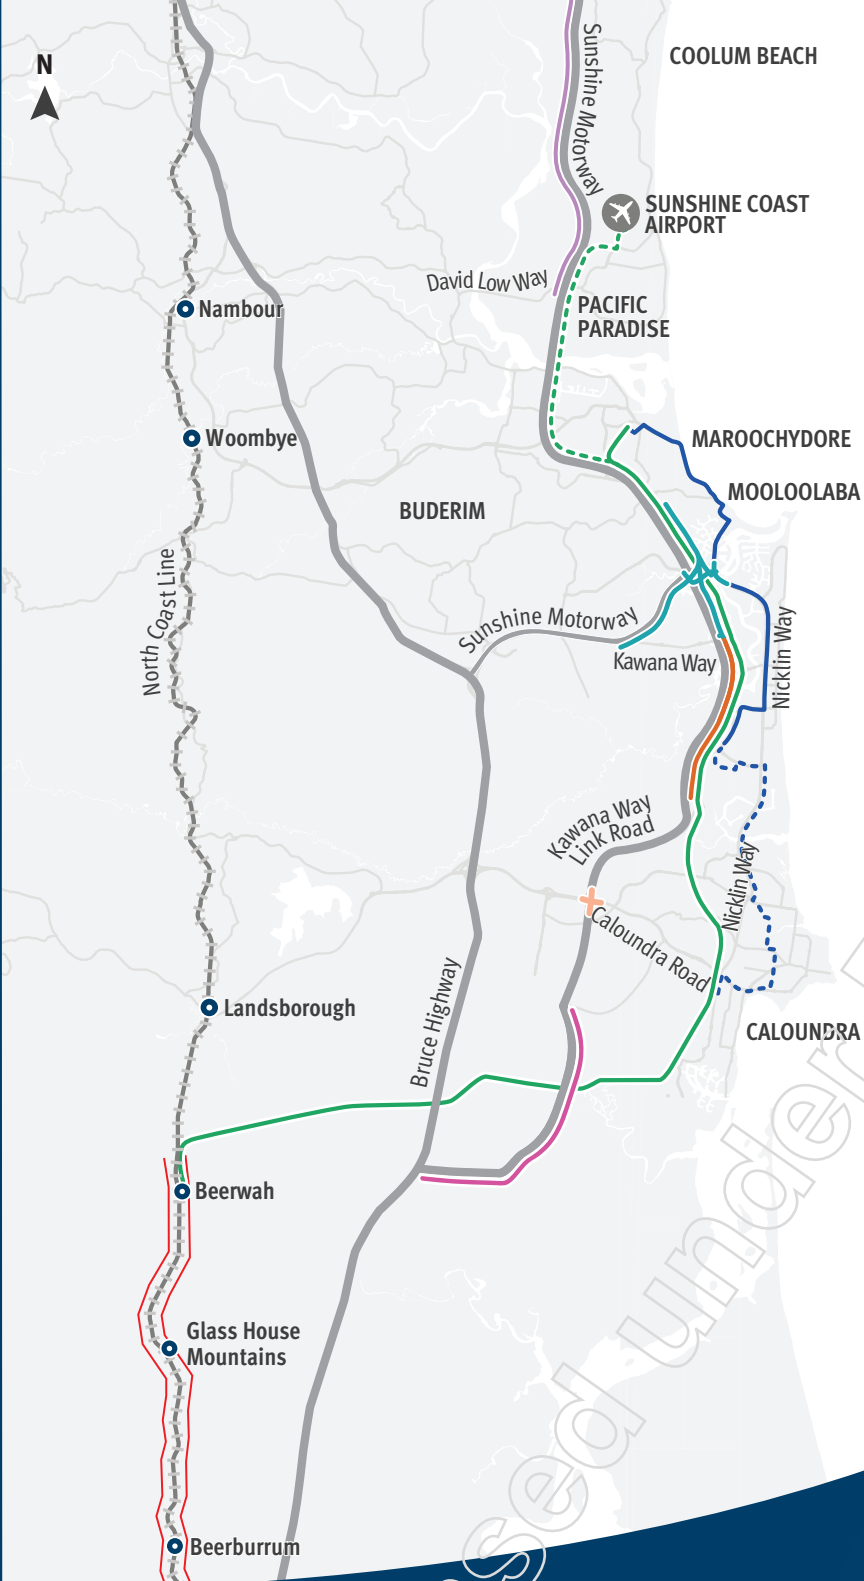 COOLUM BEACH
N
Sunshine Motorway
SUNSHINE COAST
AIRPORT
David Low Way
PACIFIC
PARADISE
Nambour
Woombye
MAROOCHYDORE
MOOLOOLABA
BUDERIM
North Coast Line
Sunshine Motorway
Kawana Way
Nicklin Way
Kawana Way
Link Road
Nicklin Way
Caloundra Road
Bruce Highway
Landsborough
CALOUNDRA
Beerwah
Glass House
Mountains
Beerburrum
sed under